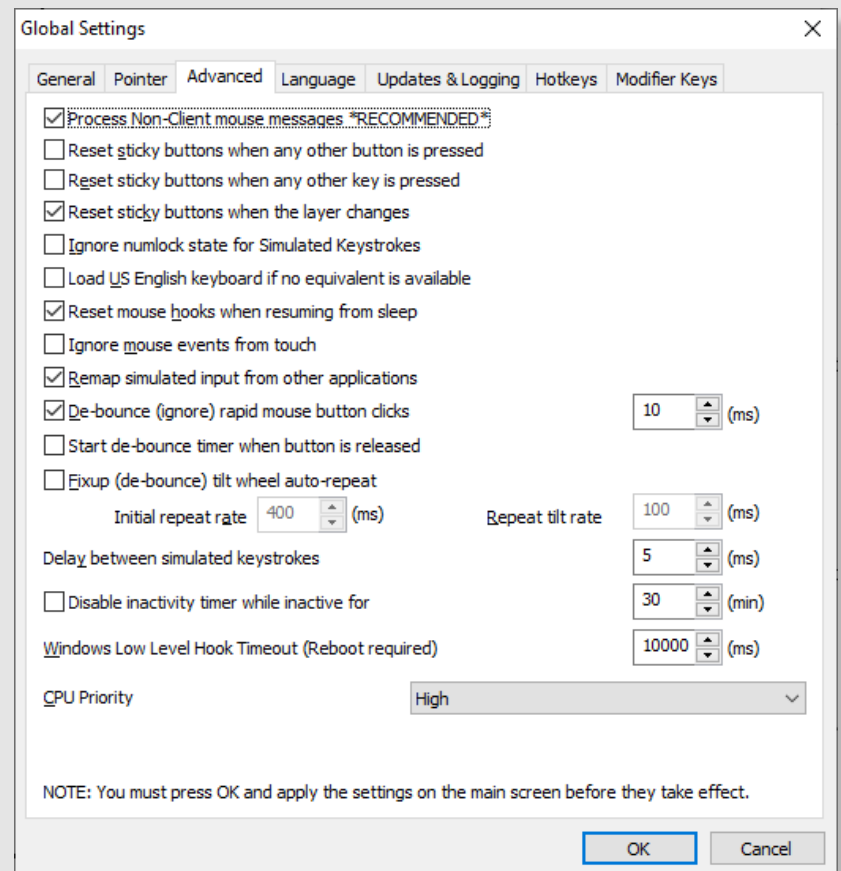 Global Settings
General Pointer Advanced Language Updates & Logging Hotkeys Modifier Keys
Process Non-Client mouse messages *RECOMMENDED*
Reset sticky buttons when any other button is pressed
Reset sticky buttons when any other key is pressed
Reset sticky buttons when the layer changes
Ignore numlock state for Simulated Keystrokes
Load US English keyboard if no equivalent is available
Reset mouse hooks when resuming from sleep
Ignore mouse events from touch
Remap simulated input from other applications
De-bounce (ignore) rapid mouse button clicks 10 (ms)
Start de-bounce timer when button is released
Fixup (de-bounce) tilt wheel auto-repeat
Initial repeat rate 400 (ms) Repeat tilt rate 100 (ms)
Delay between simulated keystrokes 5 (ms)
Disable inactivity timer while inactive for 30 (min)
Windows Low Level Hook Timeout (Reboot required) 10000 (ms)
CPU Priority High
NOTE: You must press OK and apply the settings on the main screen before they take effect.
OK Cancel